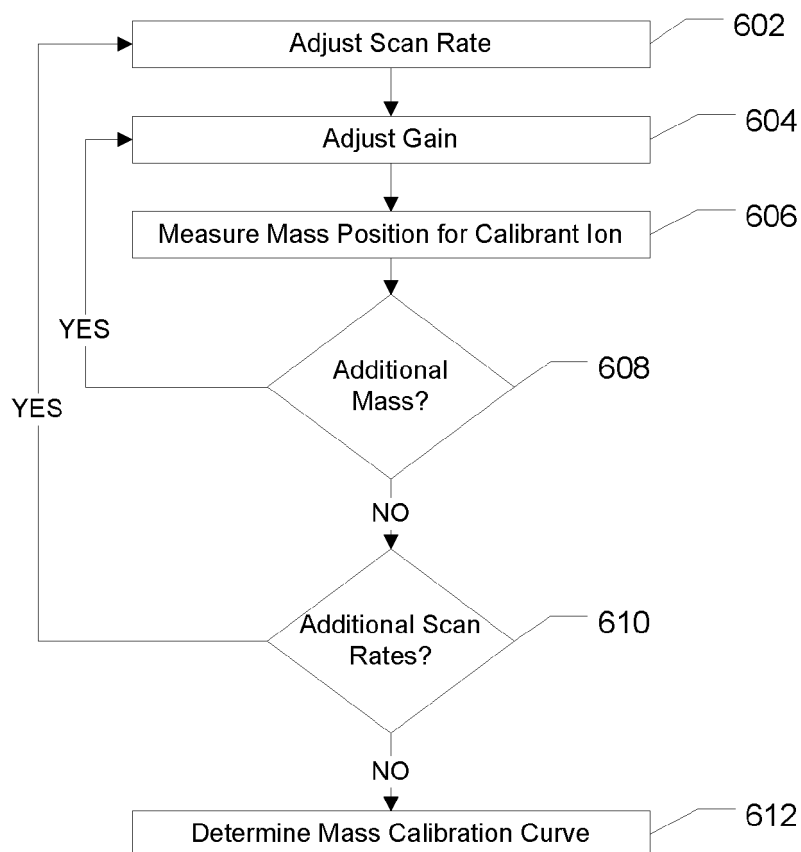 Adjust Scan Rate
602
Adjust Gain
604
Measure Mass Position for Calibrant Ion
606
YES
Additional
Mass?
608
YES
NO
Additional Scan
Rates?
610
NO
Determine Mass Calibration Curve
612